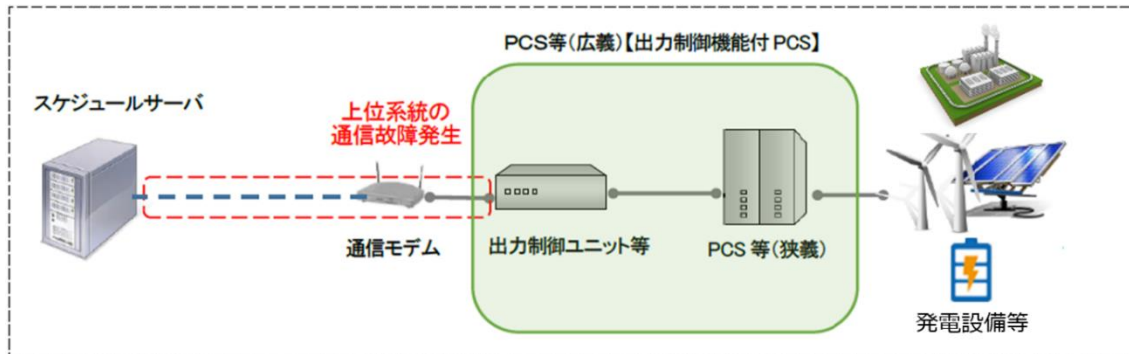 PCS等(広義)【出力制御機能付PCS】
スケジュールサーバ
上位系統の
通信故障発生
通信モデム
出力制御ユニット等
PCS等(狭義)
発電設備等